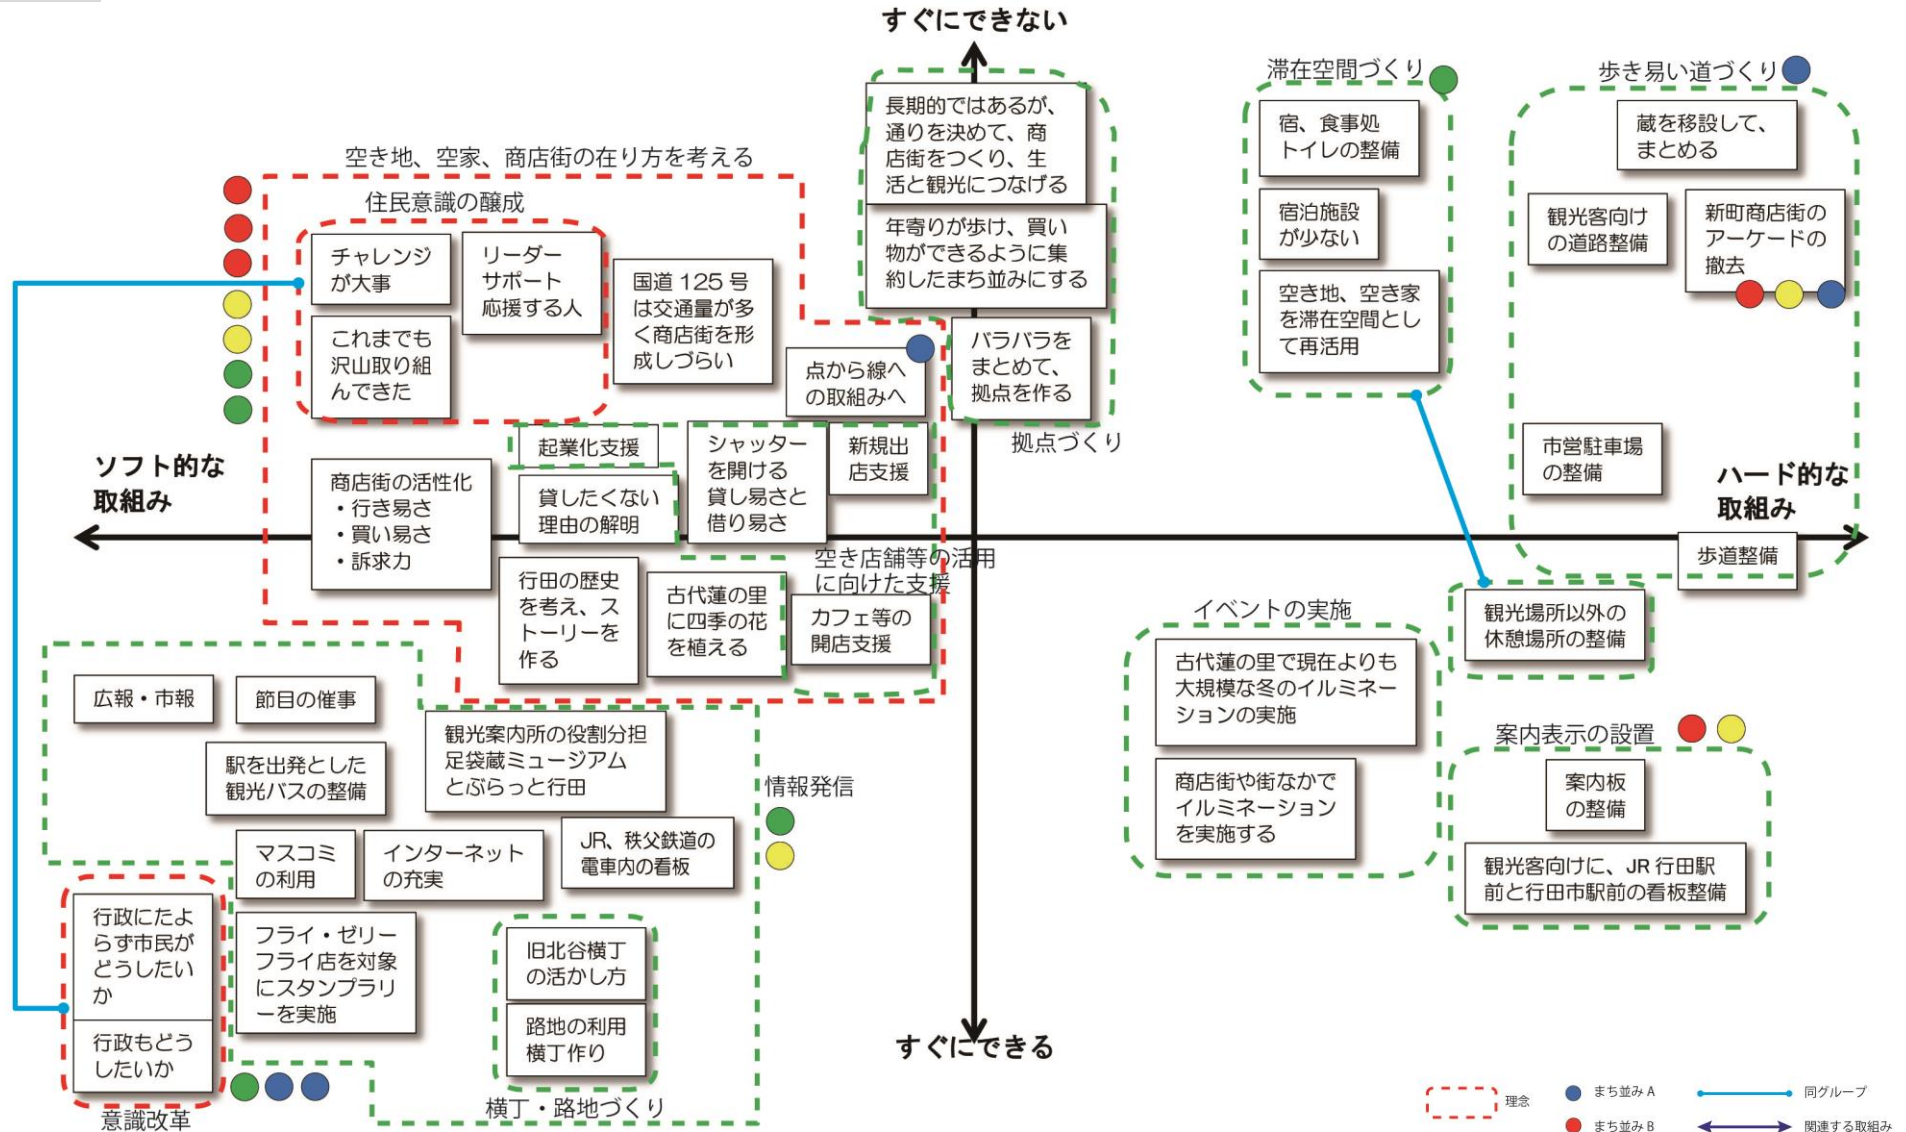 すぐにできない
長期的ではあるが、
通りを決めて、商
店街をつくり、生
活と観光につなげる
年寄りが歩け、買い
物ができるように集
約したまち並みにする
バラバラを
まとめて、
拠点を作る
拠点づくり
滞在空間づくり
宿、食事処
トイレの整備
宿泊施設
が少ない
空き地、空き家
を滞在空間とし
て再活用
歩き易い道づくり
蔵を移設して、
まとめる
観光客向け
の道路整備
新町商店街の
アーケードの
撤去
市営駐車場
の整備
ハード的な
取組み
歩道整備
空き地、空家、商店街の在り方を考える
住民意識の醸成
チャレンジ
が大事
リーダー
サポート
応援する人
これまでも
沢山取り組
んできた
国道 125 号
は交通量が多
く商店街を形
成しづらい
点から線へ
の取組みへ
ソフト的な
取組み
商店街の活性化
・行き易さ
・買い易さ
・訴求力
起業化支援
貸したくない
理由の解明
シャッター
を開ける
貸し易さと
借り易さ
新規出
店支援
空き店舗等の活用
に向けた支援
行田の歴史
を考え、ス
トーリーを
作る
古代蓮の里
に四季の花
を植える
カフェ等の
開店支援
広報・市報
節目の催事
駅を出発とした
観光バスの整備
観光案内所の役割分担
足袋蔵ミュージアム
とぶらっと行田
情報発信
マスコミ
の利用
インターネット
の充実
JR、秩父鉄道の
電車内の看板
行政にたよ
らず市民が
どうしたい
か
行政もどう
したいか
意識改革
フライ・ゼリー
フライ店を対象
にスタンプラリ
ーを実施
旧北谷横丁
の活かし方
路地の利用
横丁作り
横丁・路地づくり
すぐにできる
イベントの実施
古代蓮の里で現在よりも
大規模な冬のイルミネー
ションの実施
商店街や街なかで
イルミネーション
を実施する
観光場所以外の
休憩場所の整備
案内表示の設置
案内板
の整備
観光客向けに、JR 行田駅
前と行田市駅前の看板整備
理念
まち並み A
同グループ
まち並み B
関連する取組み